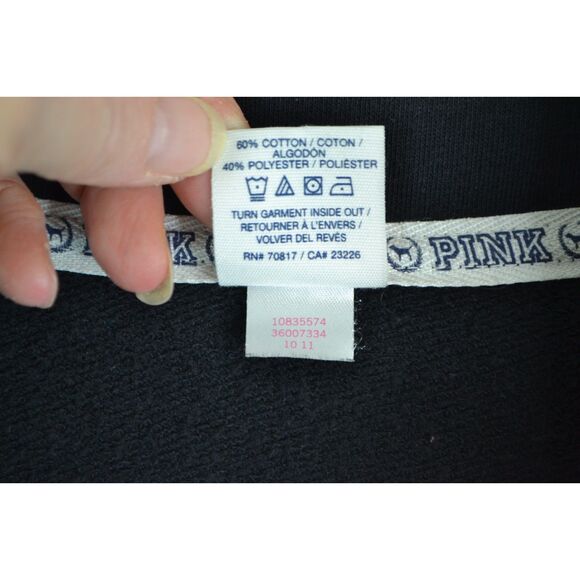 60% COTTON / COTON /
ALGODÓN
40% POLYESTER / POLIÉSTER
TURN GARMENT INSIDE OUT /
RETOURNER À L'ENVERS /
VOLVER DEL REVÉS
RN# 70817 / CA# 23226
PINK
PINK
10835574
36007334
10 11